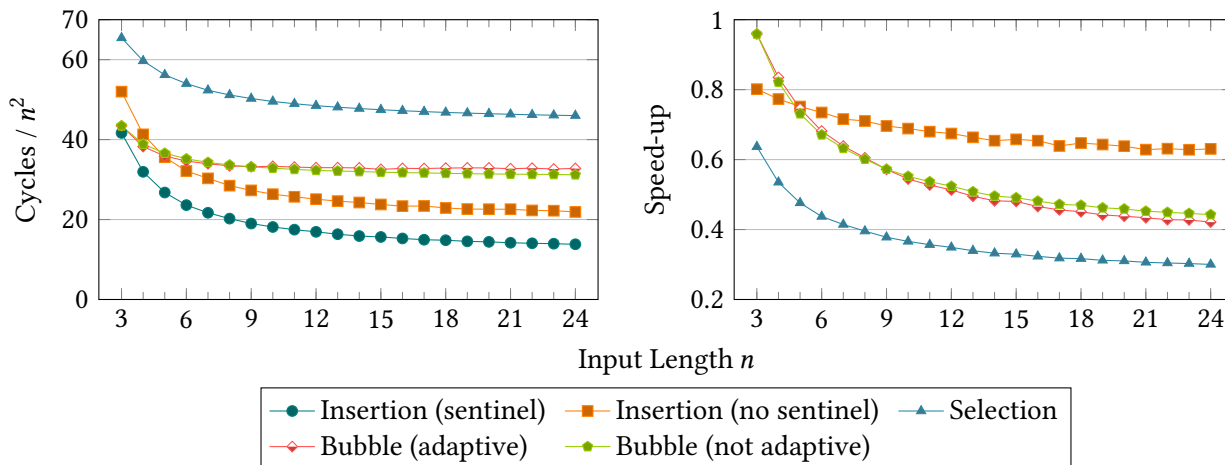 Cycles / n²
70
60
40
20
0
3 6 9 12 15 18 21 24
Speed-up
1
0.8
0.6
0.4
0.2
3 6 9 12 15 18 21 24
Input Length n
Insertion (sentinel) Insertion (no sentinel) Selection
Bubble (adaptive) Bubble (not adaptive)